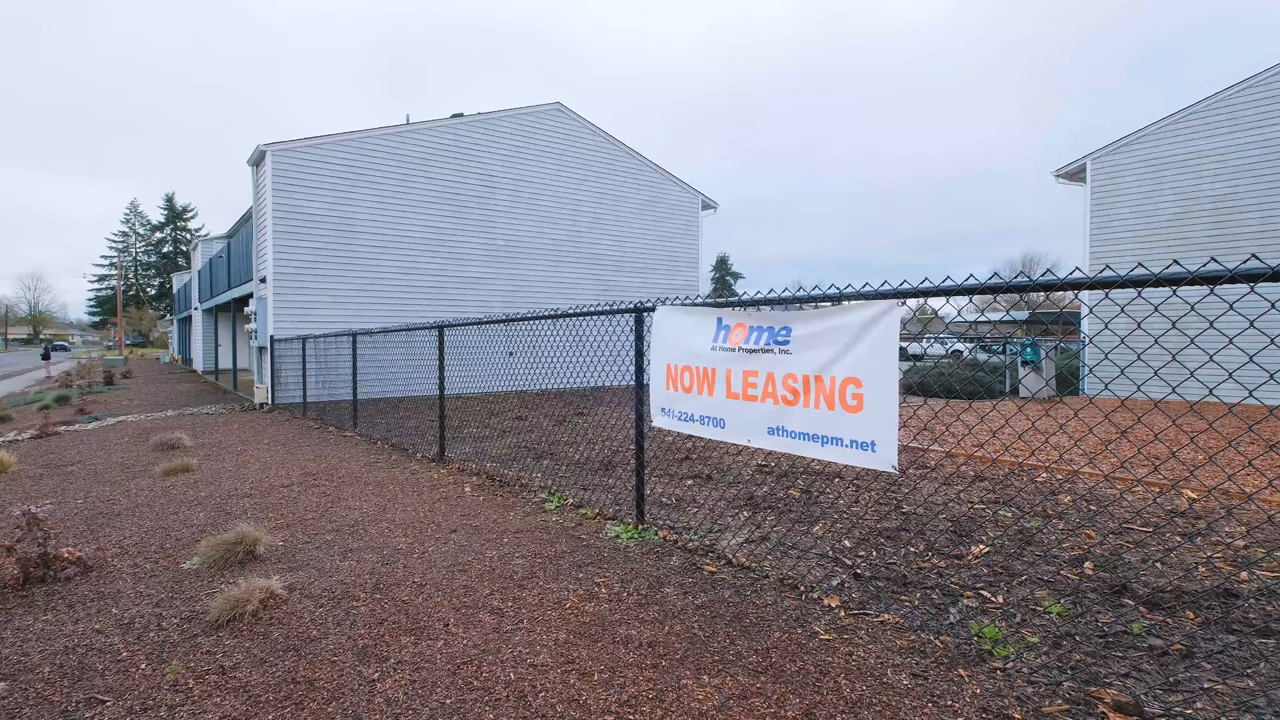 home
At Home Properties, Inc.
NOW LEASING
541-224-8700
athomepm.net